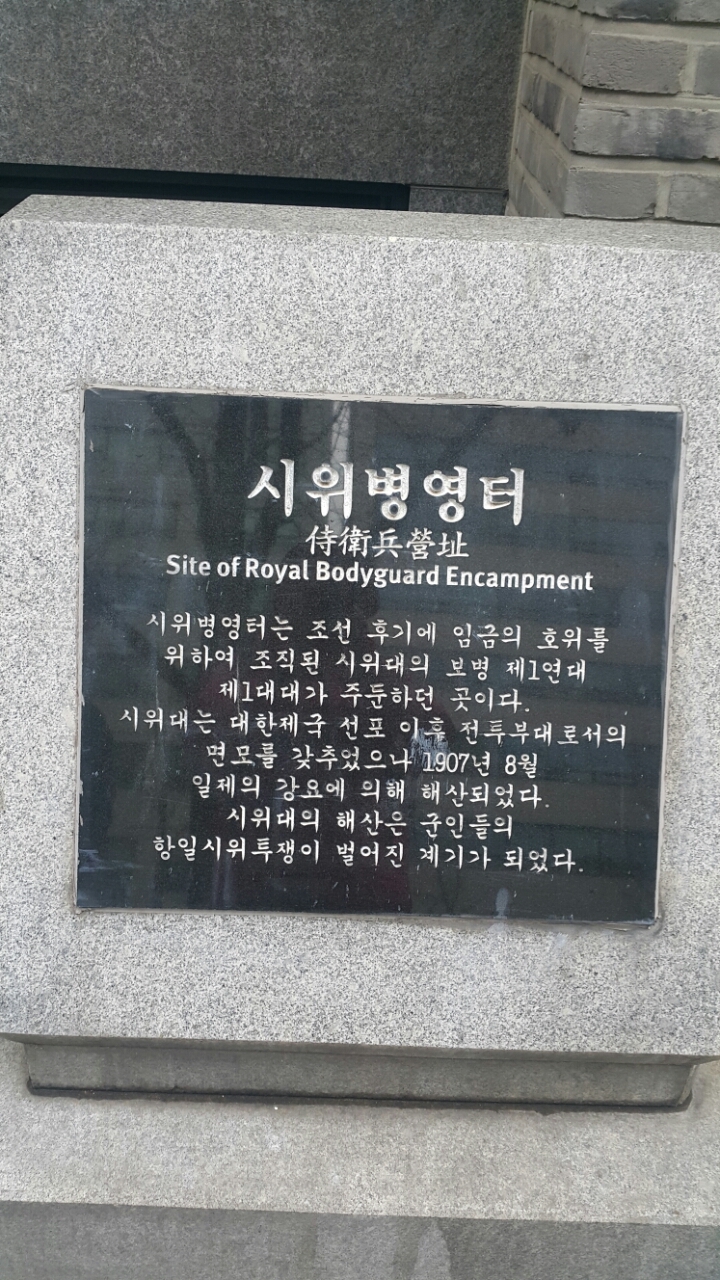 시위병영터
侍衛兵營址
Site of Royal Bodyguard Encampment
시위병영터는 조선 후기에 임금의 호위를
위하여 조직된 시위대의 보병 제1연대
제1대대가 주둔하던 곳이다.
시위대는 대한제국 선포 이후 전투부대로서의
면모를 갖추었으나 1907년 8월
일제의 강요에 의해 해산되었다.
시위대의 해산은 군인들의
항일시위투쟁이 벌어진 계기가 되었다.